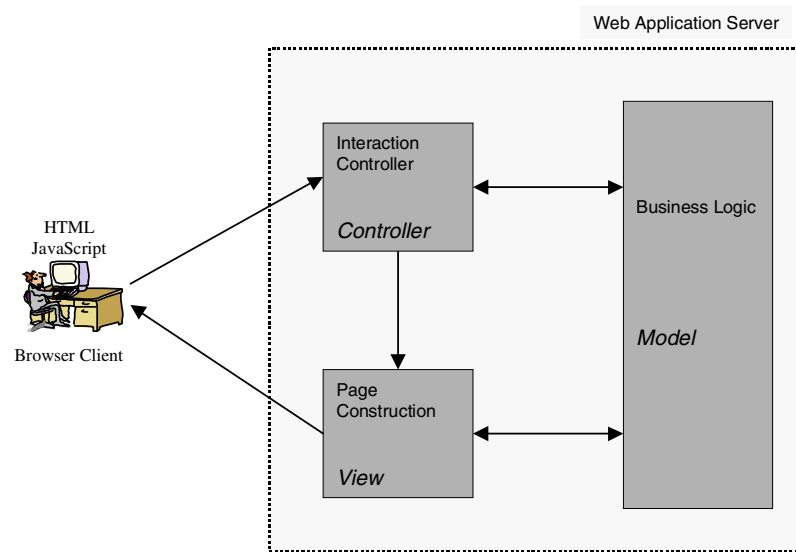 Web Application Server
Interaction
Controller
Controller
Business Logic
Model
HTML
JavaScript
Browser Client
Page
Construction
View